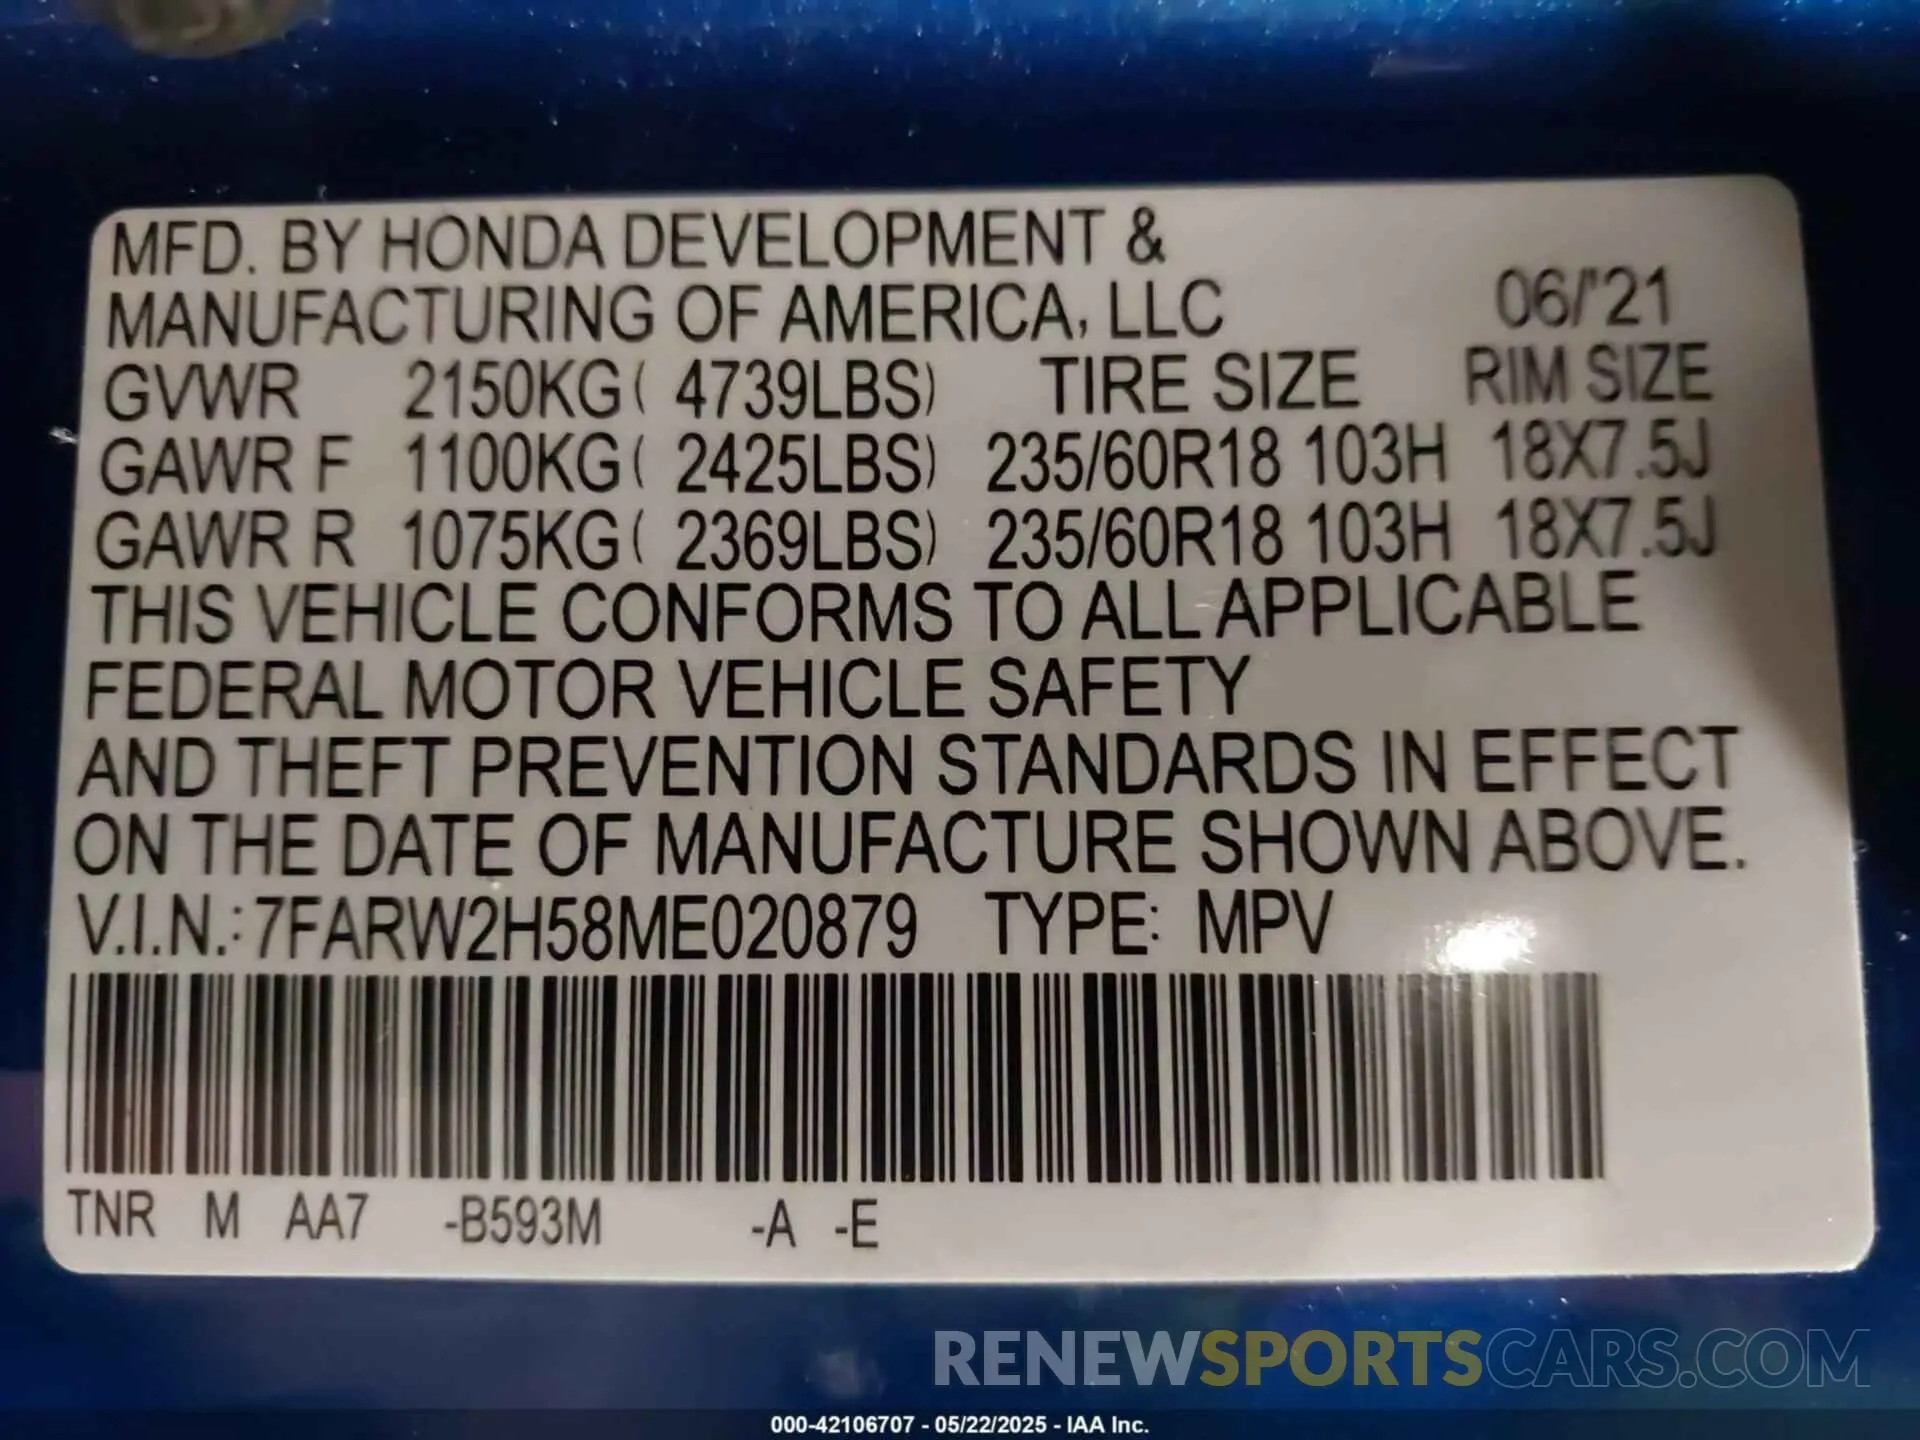 MFD. BY HONDA DEVELOPMENT &
MANUFACTURING OF AMERICA, LLC 06/'21
GVWR 2150KG( 4739LBS) TIRE SIZE RIM SIZE
GAWR F 1100KG( 2425LBS) 235/60R18 103H 18X7.5J
GAWR R 1075KG( 2369LBS) 235/60R18 103H 18X7.5J
THIS VEHICLE CONFORMS TO ALL APPLICABLE
FEDERAL MOTOR VEHICLE SAFETY
AND THEFT PREVENTION STANDARDS IN EFFECT
ON THE DATE OF MANUFACTURE SHOWN ABOVE.
V.I.N.: 7FARW2H58ME020879 TYPE: MPV
TNR M AA7 -B593M -A -E
RENEWSPORTSCARS.COM
000-42106707 - 05/22/2025 - IAA Inc.